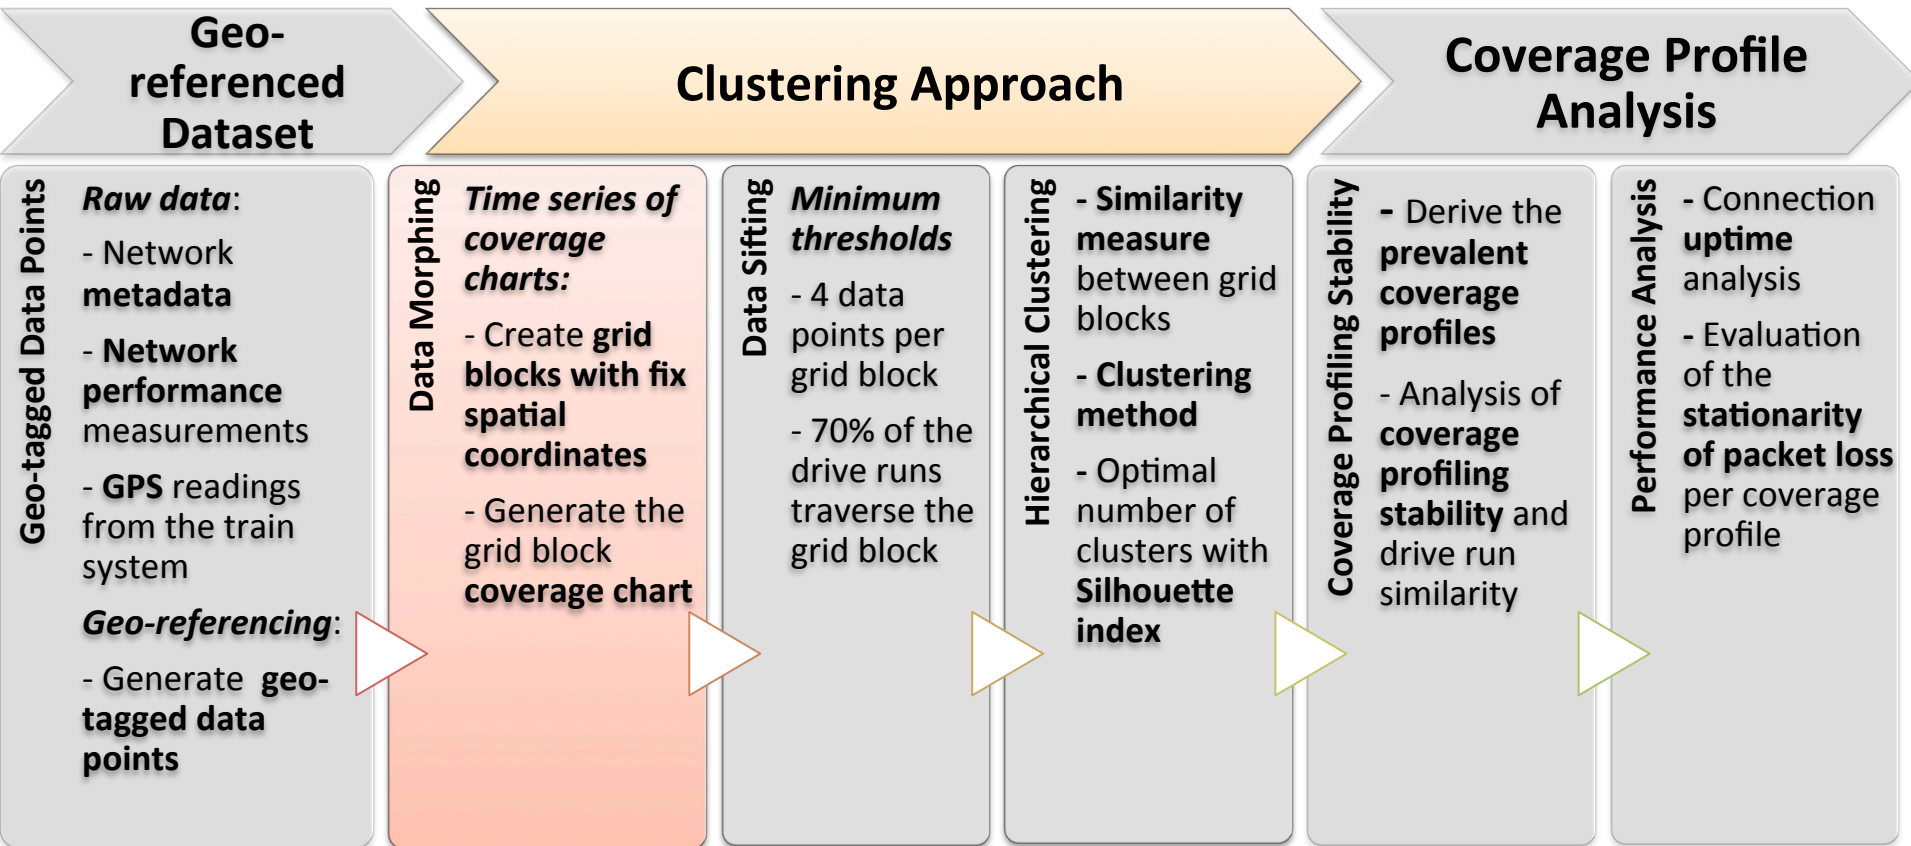 Geo-
referenced
Dataset
Clustering Approach
Coverage Profile
Analysis
Geo-tagged Data Points
Raw data:
- Network
metadata
- Network
performance
measurements
- GPS readings
from the train
system
Geo-referencing:
- Generate geo-
tagged data
points
Data Morphing
Time series of
coverage
charts:
- Create grid
blocks with fix
spatial
coordinates
- Generate the
grid block
coverage chart
Data Sifting
Minimum
thresholds
- 4 data
points per
grid block
- 70% of the
drive runs
traverse the
grid block
Hierarchical Clustering
- Similarity
measure
between grid
blocks
- Clustering
method
- Optimal
number of
clusters with
Silhouette
index
Coverage Profiling Stability
- Derive the
prevalent
coverage
profiles
- Analysis of
coverage
profiling
stability and
drive run
similarity
Performance Analysis
- Connection
uptime
analysis
- Evaluation
of the
stationarity
of packet loss
per coverage
profile